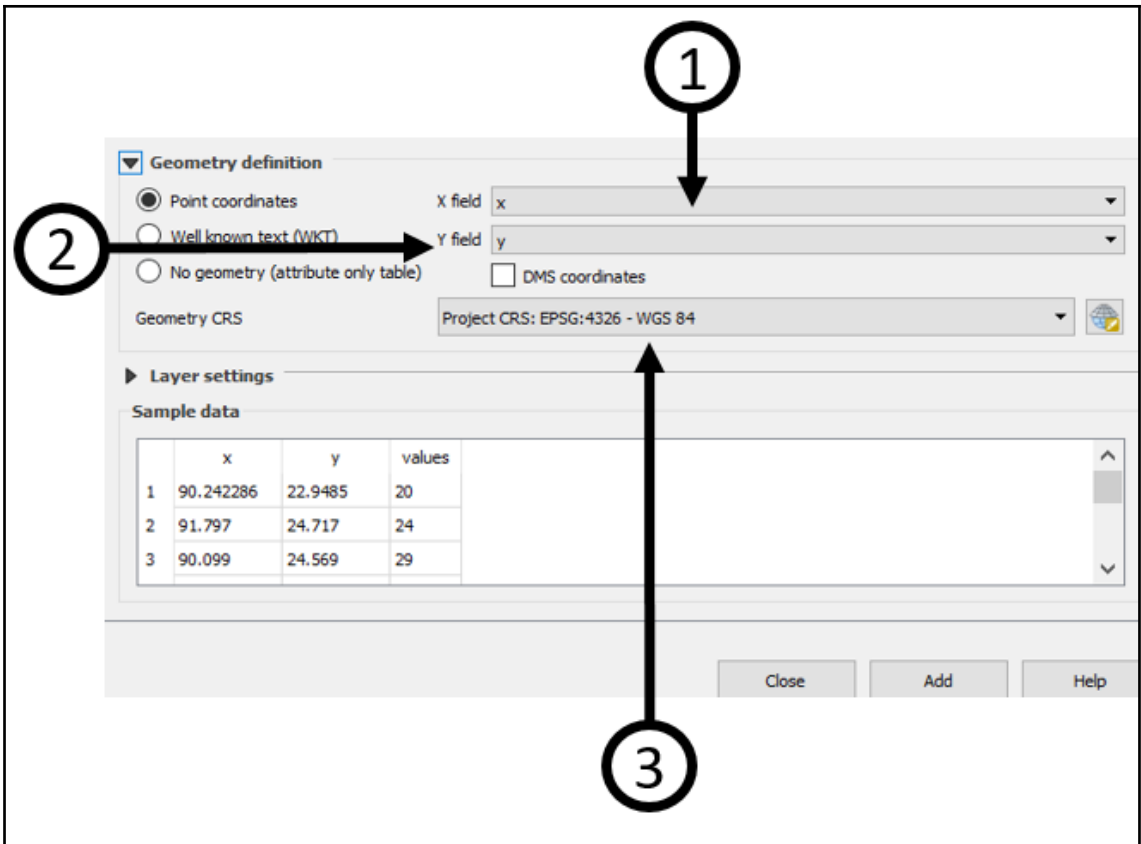 1
Geometry definition
Point coordinates X field x
2 Well known text (WKT) Y field y
No geometry (attribute only table) DMS coordinates
Geometry CRS Project CRS: EPSG:4326 - WGS 84
Layer settings
Sample data
x y values
1 90.242286 22.9485 20
2 91.797 24.717 24
3 90.099 24.569 29
Close Add Help
3